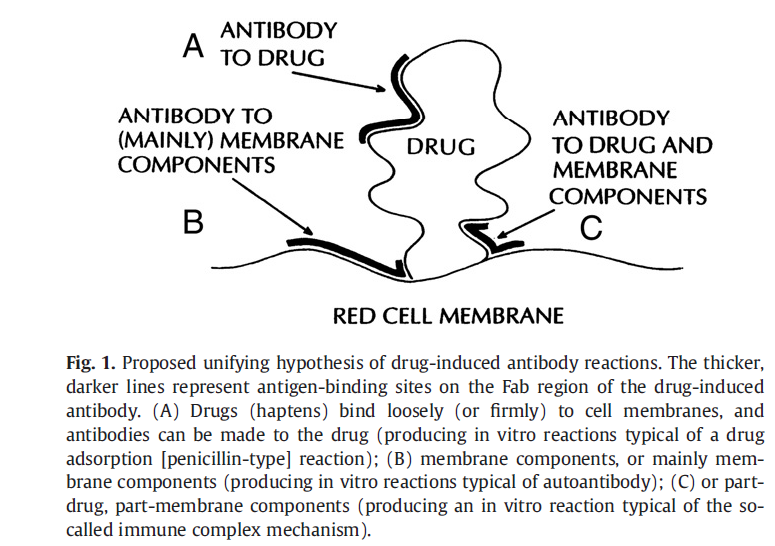 A
ANTIBODY
TO DRUG
ANTIBODY TO
(MAINLY) MEMBRANE
COMPONENTS
DRUG
ANTIBODY
TO DRUG AND
MEMBRANE
COMPONENTS
B
C
RED CELL MEMBRANE
Fig. 1. Proposed unifying hypothesis of drug-induced antibody reactions. The thicker,
darker lines represent antigen-binding sites on the Fab region of the drug-induced
antibody. (A) Drugs (haptens) bind loosely (or firmly) to cell membranes, and
antibodies can be made to the drug (producing in vitro reactions typical of a drug
adsorption [penicillin-type] reaction); (B) membrane components, or mainly mem-
brane components (producing in vitro reactions typical of autoantibody); (C) or part-
drug, part-membrane components (producing an in vitro reaction typical of the so-
called immune complex mechanism).